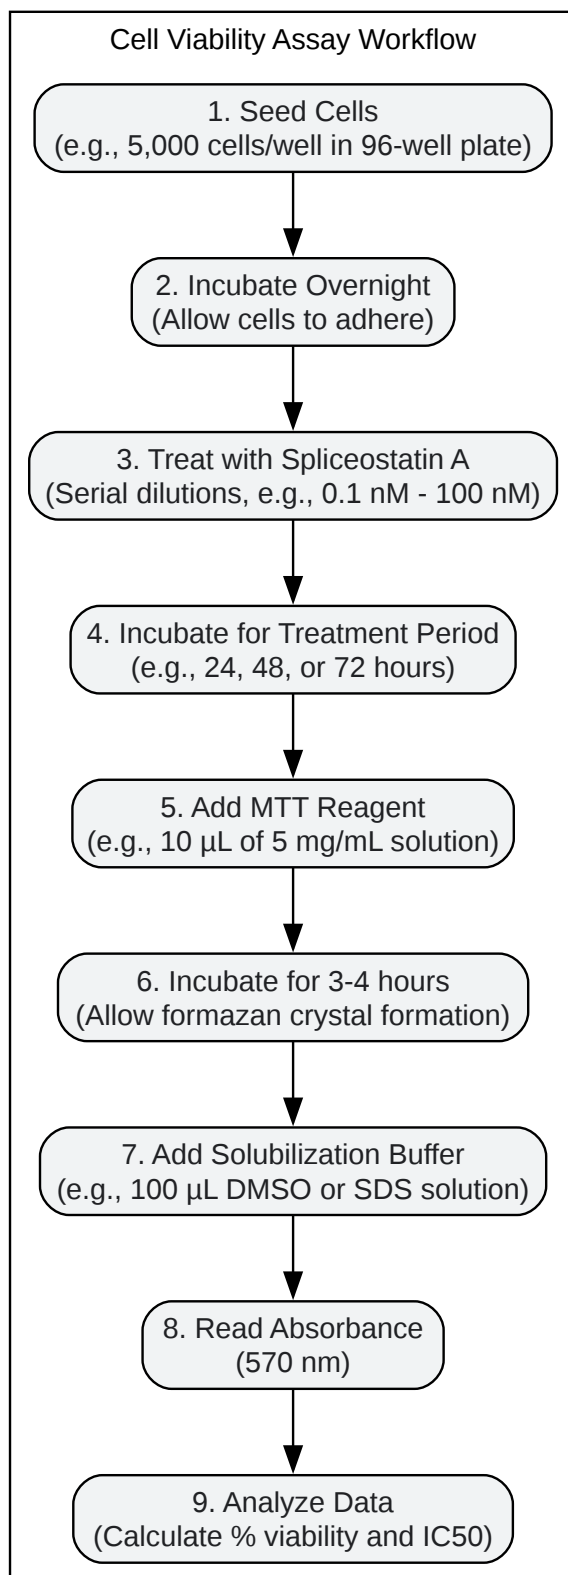 Cell Viability Assay Workflow
1. Seed Cells
(e.g., 5,000 cells/well in 96-well plate)
2. Incubate Overnight
(Allow cells to adhere)
3. Treat with Spliceostatin A
(Serial dilutions, e.g., 0.1 nM - 100 nM)
4. Incubate for Treatment Period
(e.g., 24, 48, or 72 hours)
5. Add MTT Reagent
(e.g., 10 µL of 5 mg/mL solution)
6. Incubate for 3-4 hours
(Allow formazan crystal formation)
7. Add Solubilization Buffer
(e.g., 100 µL DMSO or SDS solution)
8. Read Absorbance
(570 nm)
9. Analyze Data
(Calculate % viability and IC50)